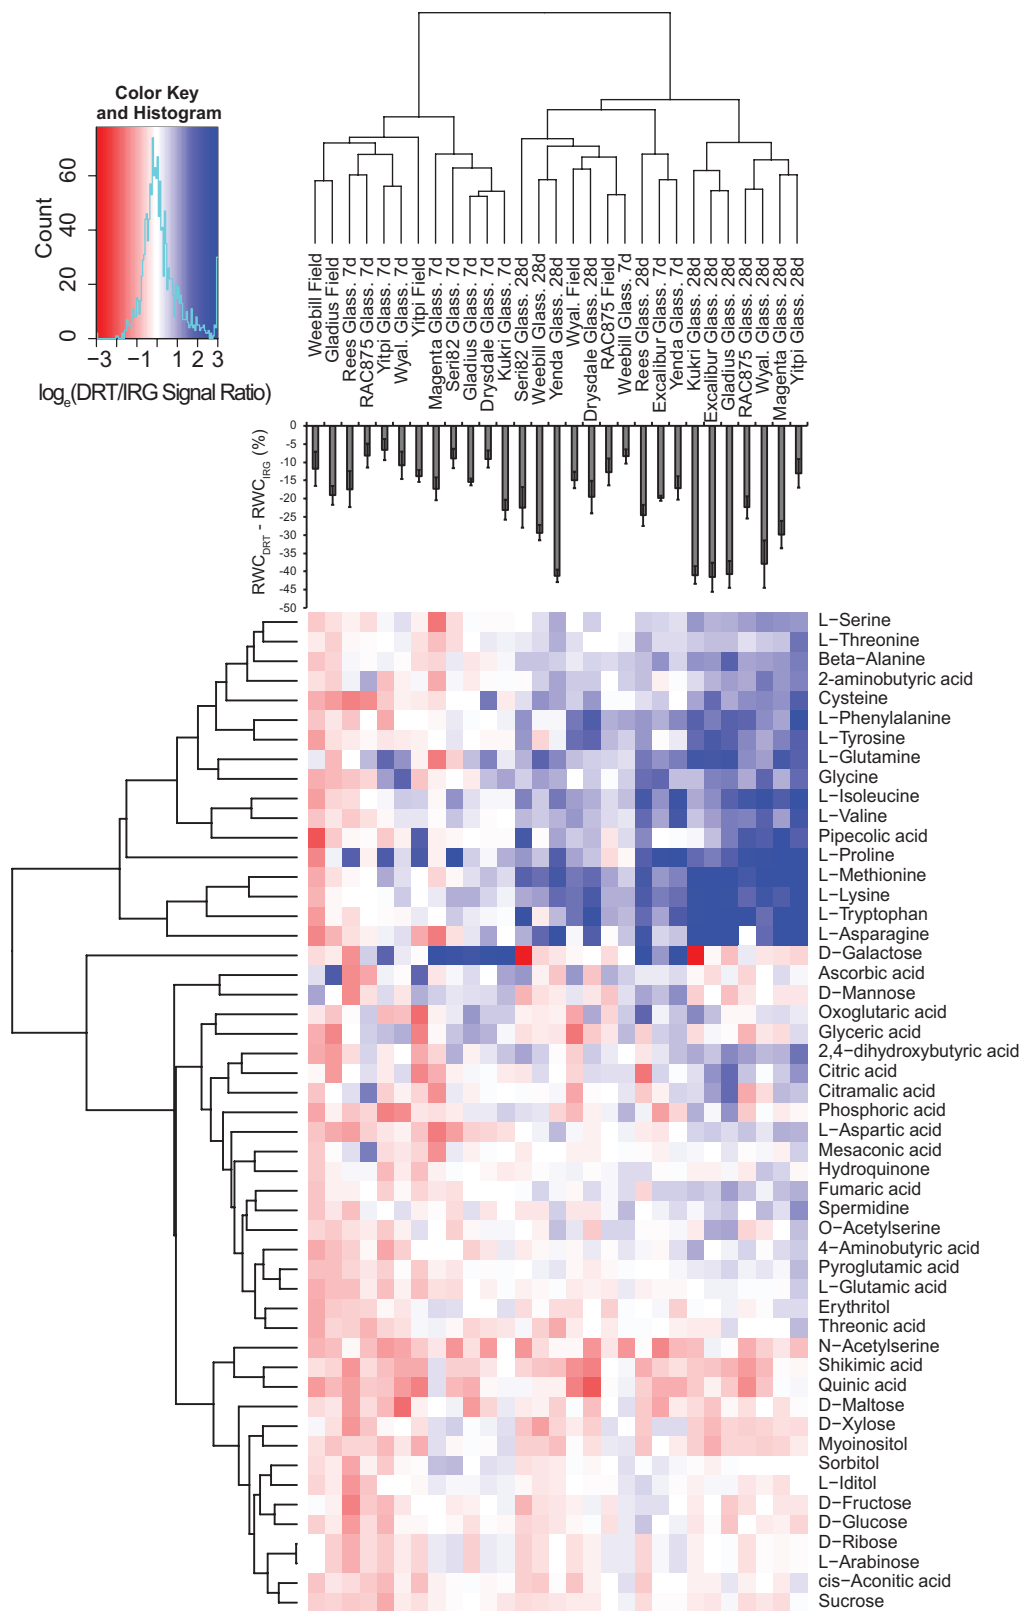 Color Key
and Histogram
Count
0
20
40
60
−3
−1
1
3
logₑ(DRT/IRG Signal Ratio)
Weebill Field
Gladius Field
Rees Glass. 7d
RAC875 Glass. 7d
Yitpi Glass. 7d
Wyal. Glass. 7d
Yitpi Field
Magenta Glass. 7d
Seri82 Glass. 7d
Gladius Glass. 7d
Drysdale Glass. 7d
Kukri Glass. 7d
Seri82 Glass. 28d
Weebill Glass. 28d
Yenda Glass. 28d
Wyal. Field
Drysdale Glass. 28d
RAC875 Field
Weebill Glass. 7d
Rees Glass. 28d
Excalibur Glass. 7d
Yenda Glass. 7d
Kukri Glass. 28d
Excalibur Glass. 28d
Gladius Glass. 28d
RAC875 Glass. 28d
Wyal. Glass. 28d
Magenta Glass. 28d
Yitpi Glass. 28d
RWC DRT - RWC IRG (%)
0
-5
-10
-15
-20
-25
-30
-35
-40
-45
-50
L−Serine
L−Threonine
Beta−Alanine
2-aminobutyric acid
Cysteine
L−Phenylalanine
L−Tyrosine
L−Glutamine
Glycine
L−Isoleucine
L−Valine
Pipecolic acid
L−Proline
L−Methionine
L−Lysine
L−Tryptophan
L−Asparagine
D−Galactose
Ascorbic acid
D−Mannose
Oxoglutaric acid
Glyceric acid
2,4−dihydroxybutyric acid
Citric acid
Citramalic acid
Phosphoric acid
L−Aspartic acid
Mesaconic acid
Hydroquinone
Fumaric acid
Spermidine
O−Acetylserine
4−Aminobutyric acid
Pyroglutamic acid
L−Glutamic acid
Erythritol
Threonic acid
N−Acetylserine
Shikimic acid
Quinic acid
D−Maltose
D−Xylose
Myoinositol
Sorbitol
L−Iditol
D−Fructose
D−Glucose
D−Ribose
L−Arabinose
cis−Aconitic acid
Sucrose